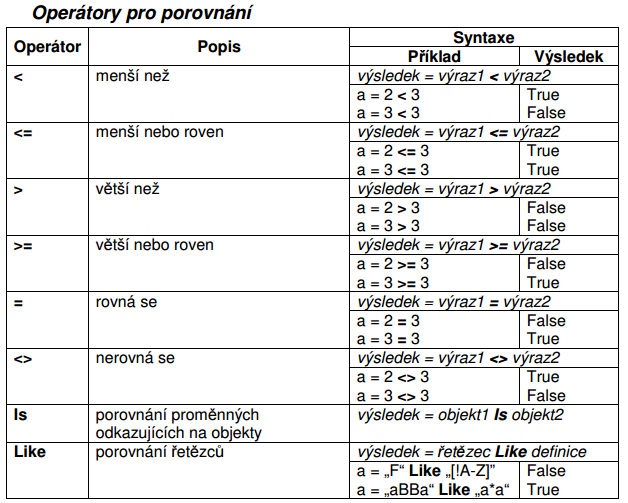 Operátory pro porovnání
Operátor Popis Syntaxe
Příklad Výsledek
< menší než výsledek = výraz1 < výraz2
a = 2 < 3 True
a = 3 < 3 False
<= menší nebo roven výsledek = výraz1 <= výraz2
a = 2 <= 3 True
a = 3 <= 3 True
> větší než výsledek = výraz1 > výraz2
a = 2 > 3 False
a = 3 > 3 False
>= větší nebo roven výsledek = výraz1 >= výraz2
a = 2 >= 3 False
a = 3 >= 3 True
= rovná se výsledek = výraz1 = výraz2
a = 2 = 3 False
a = 3 = 3 True
<> nerovná se výsledek = výraz1 <> výraz2
a = 2 <> 3 True
a = 3 <> 3 False
Is porovnání proměnných výsledek = objekt1 Is objekt2
odkazujících na objekty
Like porovnání řetězců výsledek = řetězec Like definice
a = „F“ Like „[!A-Z]” False
a = „aBBa“ Like „a*a“ True